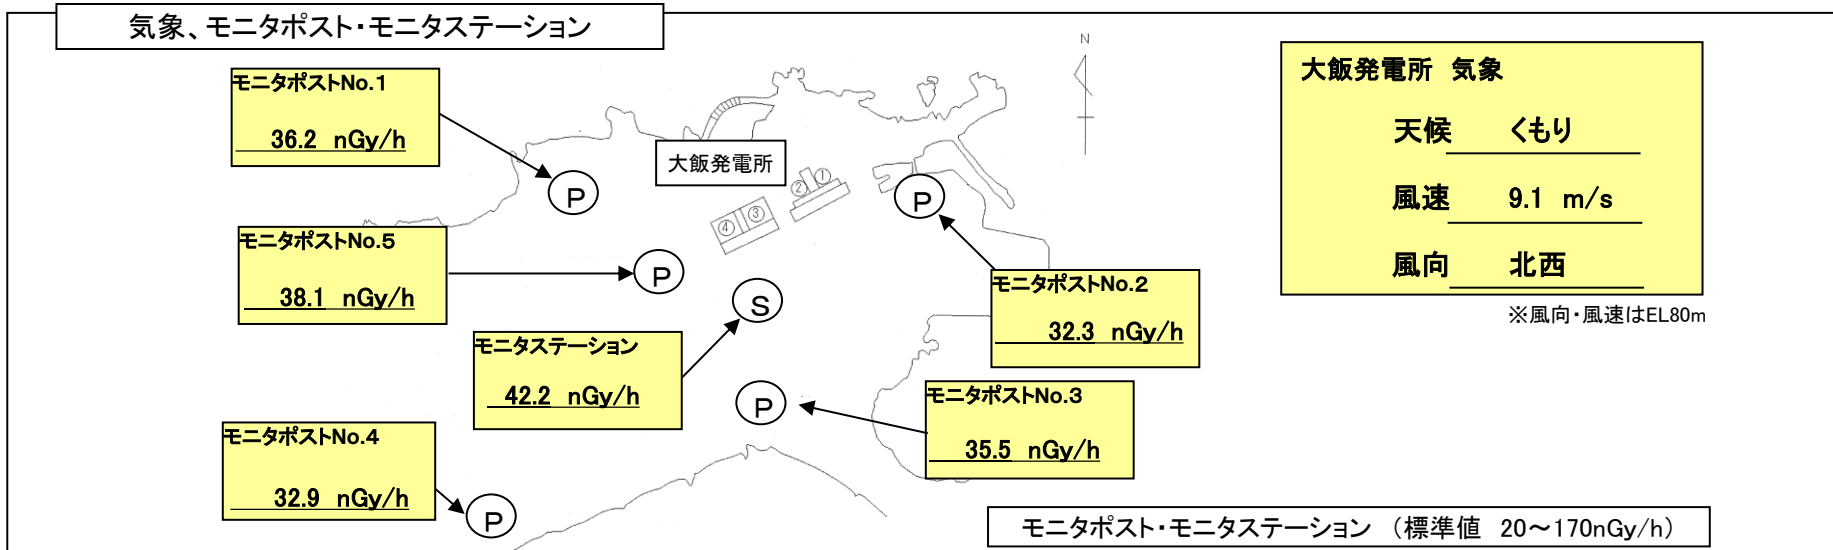 気象、モニタポスト・モニタステーション
N
モニタポストNo.1
36.2 nGy/h
大飯発電所
①
②
③
④
P
P
モニタポストNo.5
38.1 nGy/h
P
S
モニタポストNo.2
32.3 nGy/h
モニタステーション
42.2 nGy/h
P
モニタポストNo.3
35.5 nGy/h
モニタポストNo.4
32.9 nGy/h
P
大飯発電所 気象
天候 くもり
風速 9.1 m/s
風向 北西
※風向・風速はEL80m
モニタポスト・モニタステーション (標準値 20～170nGy/h)